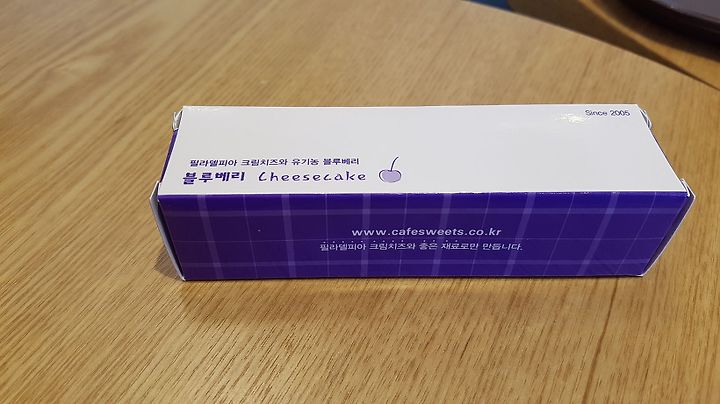 Since 2005
필라델피아 크림치즈와 유기농 블루베리
블루베리 Cheesecake
www.cafesweets.co.kr
필라델피아 크림치즈와 좋은 재료로만 만듭니다.